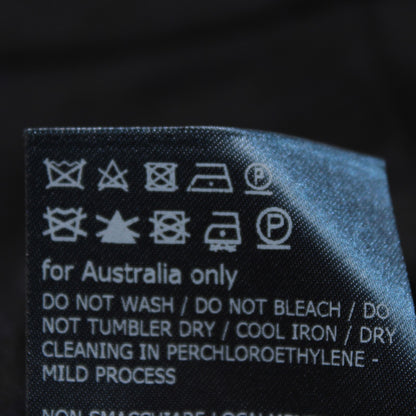 P
P
for Australia only
DO NOT WASH / DO NOT BLEACH / DO
NOT TUMBLER DRY / COOL IRON / DRY
CLEANING IN PERCHLOROETHYLENE -
MILD PROCESS